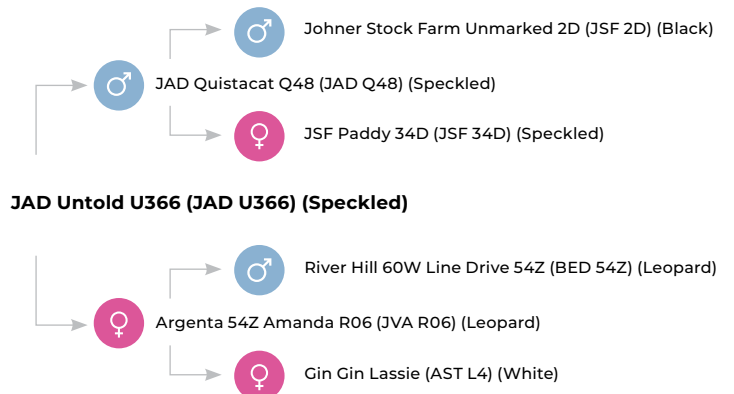 Johner Stock Farm Unmarked 2D (JSF 2D) (Black)
JAD Quistacat Q48 (JAD Q48) (Speckled)
JSF Paddy 34D (JSF 34D) (Speckled)
JAD Untold U366 (JAD U366) (Speckled)
River Hill 60W Line Drive 54Z (BED 54Z) (Leopard)
Argenta 54Z Amanda R06 (JVA R06) (Leopard)
Gin Gin Lassie (AST L4) (White)